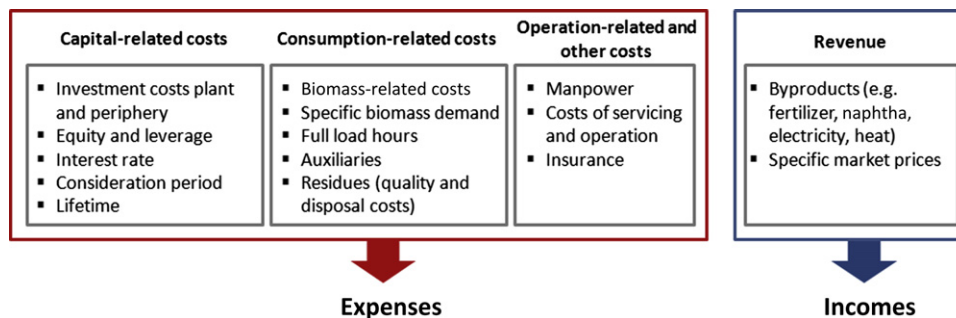 Capital-related costs
▪ Investment costs plant
and periphery
▪ Equity and leverage
▪ Interest rate
▪ Consideration period
▪ Lifetime
Consumption-related costs
▪ Biomass-related costs
▪ Specific biomass demand
▪ Full load hours
▪ Auxiliaries
▪ Residues (quality and
disposal costs)
Operation-related and
other costs
▪ Manpower
▪ Costs of servicing
and operation
▪ Insurance
Revenue
▪ Byproducts (e.g.
fertilizer, naphtha,
electricity, heat)
▪ Specific market prices
Expenses
Incomes